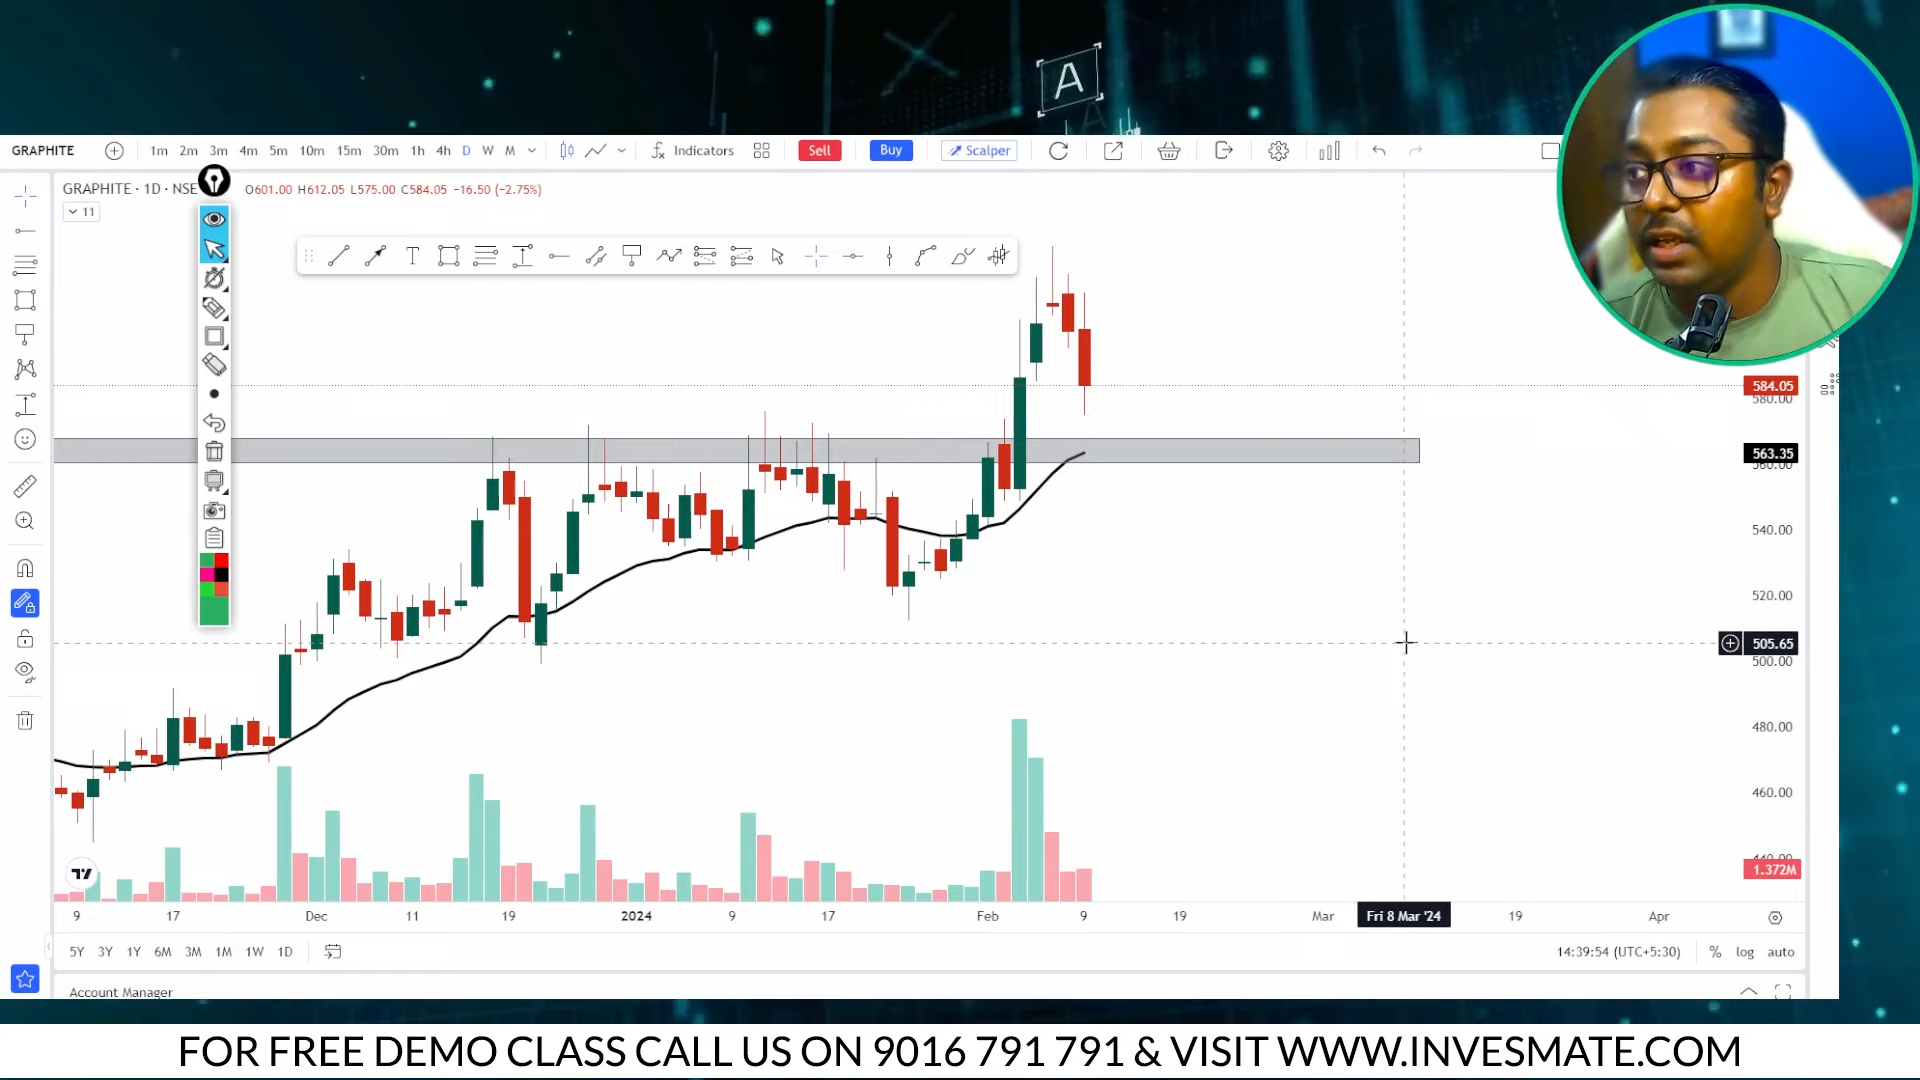 A
GRAPHITE 1m 2m 3m 4m 5m 10m 15m 30m 1h 4h D W M Indicators Sell Buy Scalper
GRAPHITE · 1D · NSE O601.00 H612.05 L575.00 C584.05 −16.50 (−2.75%)
11
584.05
580.00
563.35
560.00
540.00
520.00
505.65
500.00
480.00
460.00
440.00
1.372M
9 17 Dec 11 19 2024 9 17 Feb 9 19 Mar Fri 8 Mar '24 19 Apr
5Y 3Y 1Y 6M 3M 1M 1W 1D 14:39:54 (UTC+5:30) % log auto
Account Manager
FOR FREE DEMO CLASS CALL US ON 9016 791 791 & VISIT WWW.INVESMATE.COM